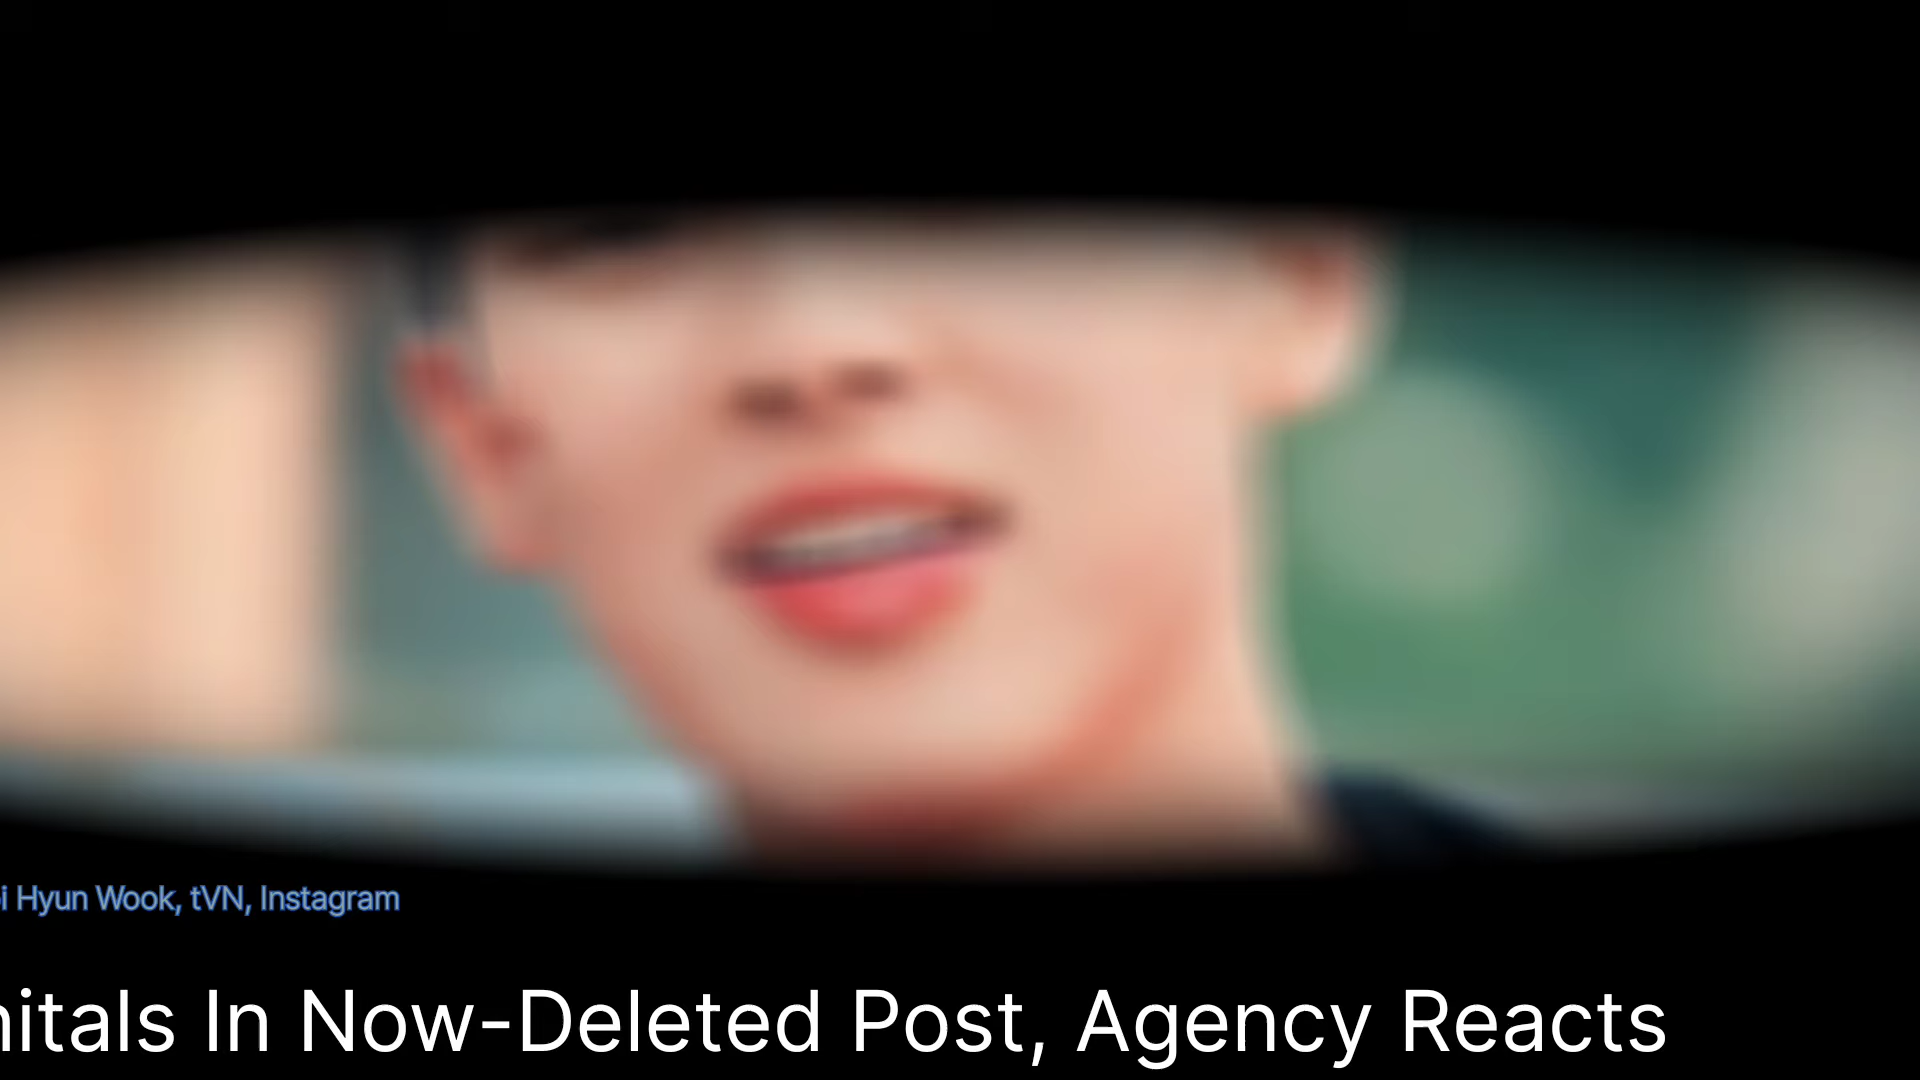 i Hyun Wook, tVN, Instagram
nitals In Now-Deleted Post, Agency Reacts